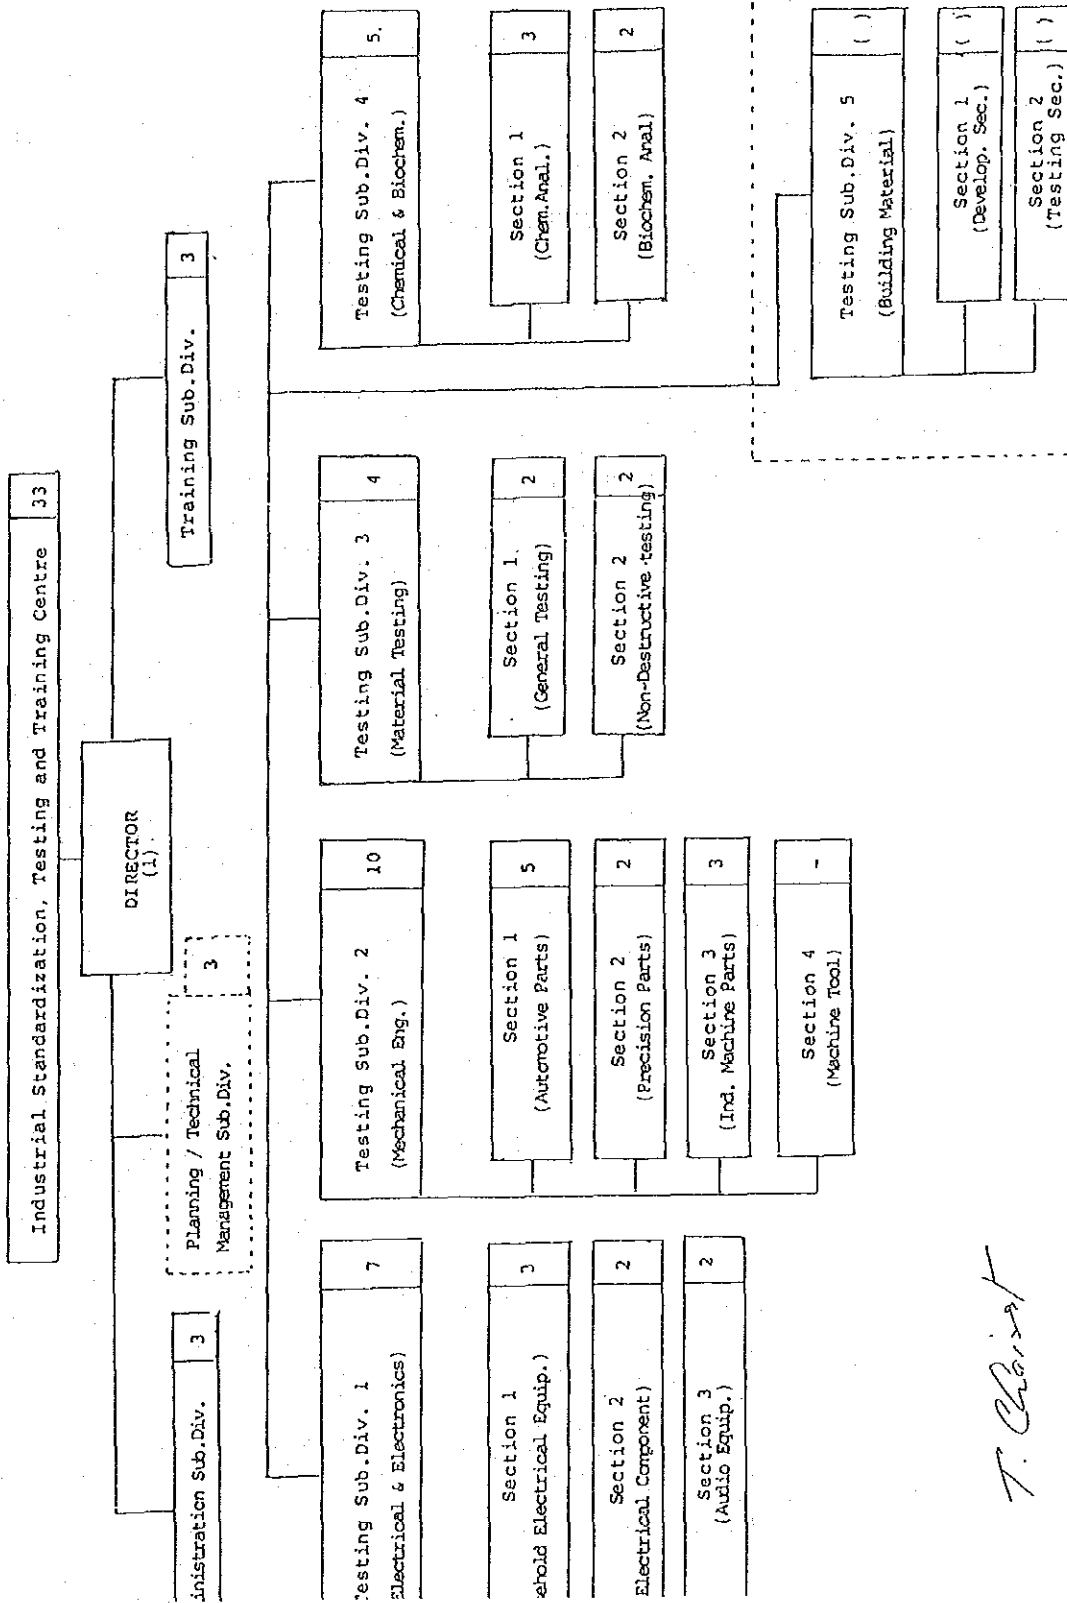 Industrial Standardization, Testing and Training Centre 33
DIRECTOR
(1)
inistration Sub.Div. 3
Planning / Technical
Management Sub.Div.
3
Training Sub.Div. 3
Testing Sub.Div. 1
Electrical & Electronics)
7
Section 1
ehold Electrical Equip.)
3
Section 2
Electrical Component)
2
Section 3
(Audio Equip.)
2
Testing Sub.Div. 2
(Mechanical Eng.)
10
Section 1
(Automotive Parts)
5
Section 2
(Precision Parts)
2
Section 3
(Ind. Machine Parts)
3
Section 4
(Machine Tool)
-
Testing Sub.Div. 3
(Material Testing)
4
Section 1.
(General Testing)
2
Section 2
(Non-Destructive testing)
2
Testing Sub.Div. 4
(Chemical & Biochem.)
5.
Section 1
(Chem.Anal.)
3
Section 2
(Biochem. Anal)
2
Testing Sub.Div. 5
(Building Material)
( )
Section 1
(Develop. Sec.)
( )
Section 2
(Testing Sec.)
( )